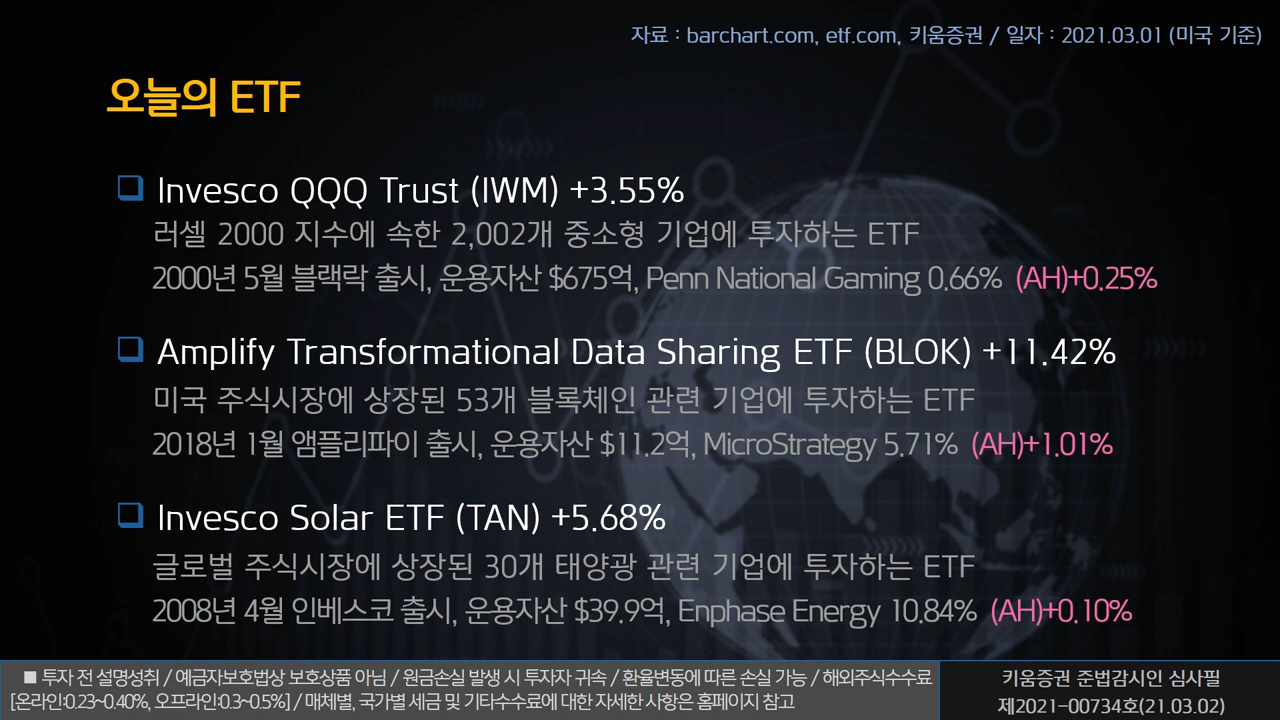 자료 : barchart.com, etf.com, 키움증권 / 일자 : 2021.03.01 (미국 기준)
오늘의 ETF
Invesco QQQ Trust (IWM) +3.55%
러셀 2000 지수에 속한 2,002개 중소형 기업에 투자하는 ETF
2000년 5월 블랙락 출시, 운용자산 $675억, Penn National Gaming 0.66% (AH)+0.25%
Amplify Transformational Data Sharing ETF (BLOK) +11.42%
미국 주식시장에 상장된 53개 블록체인 관련 기업에 투자하는 ETF
2018년 1월 앰플리파이 출시, 운용자산 $11.2억, MicroStrategy 5.71% (AH)+1.01%
Invesco Solar ETF (TAN) +5.68%
글로벌 주식시장에 상장된 30개 태양광 관련 기업에 투자하는 ETF
2008년 4월 인베스코 출시, 운용자산 $39.9억, Enphase Energy 10.84% (AH)+0.10%
■ 투자 전 설명성취 / 예금자보호법상 보호상품 아님 / 원금손실 발생 시 투자자 귀속 / 환율변동에 따른 손실 가능 / 해외주식수수료
[온라인:0.23~0.40%, 오프라인:0.3~0.5%] / 매체별, 국가별 세금 및 기타수수료에 대한 자세한 사항은 홈페이지 참고
키움증권 준법감시인 심사필
제2021-00734호(21.03.02)